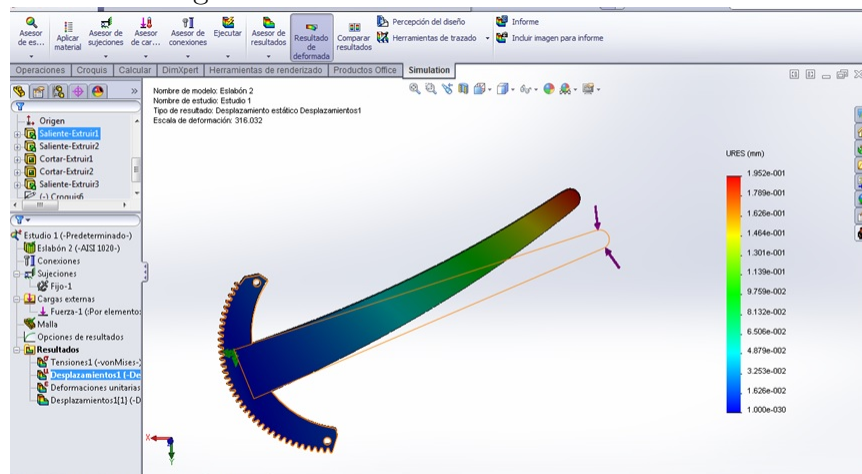 Asesor de es...
Aplicar material
Asesor de sujeciones
Asesor de car...
Asesor de conexiones
Ejecutar
Asesor de resultados
Resultado de deformada
Comparar resultados
Percepción del diseño
Herramientas de trazado
Informe
Incluir imagen para informe
Operaciones
Croquis
Calcular
DimXpert
Herramientas de renderizado
Productos Office
Simulation
Origen
Saliente-Extruir1
Saliente-Extruir2
Cortar-Extruir1
Cortar-Extruir2
Saliente-Extruir3
(-) Croquis6
Estudio 1 (-Predeterminado-)
Eslabón 2 (-AISI 1020-)
Conexiones
Sujeciones
Fijo-1
Cargas externas
Fuerza-1 (:Por elemento:
Malla
Opciones de resultados
Resultados
Tensiones1 (-vonMises-)
Desplazamientos1 (-De
Deformaciones unitarias
Desplazamientos1[1] (-D
Nombre de modelo: Eslabón 2
Nombre de estudio: Estudio 1
Tipo de resultado: Desplazamiento estático Desplazamientos1
Escala de deformación: 316.032
URES (mm)
1.952e-001
1.789e-001
1.626e-001
1.464e-001
1.301e-001
1.139e-001
9.759e-002
8.132e-002
6.506e-002
4.879e-002
3.253e-002
1.626e-002
1.000e-030
X
Y